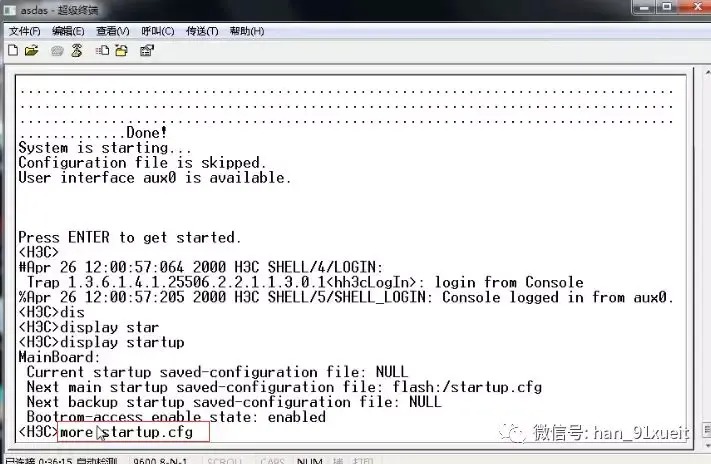 asdas - 超级终端
文件(F) 编辑(E) 查看(V) 呼叫(C) 传送(T) 帮助(H)
...........................................................................
...........................................................................
...........................................................................
.............Done!
System is starting...
Configuration file is skipped.
User interface aux0 is available.
Press ENTER to get started.
<H3C>
#Apr 26 12:00:57:064 2000 H3C SHELL/4/LOGIN:
Trap 1.3.6.1.4.1.25506.2.2.1.1.3.0.1<hh3cLogIn>: login from Console
%Apr 26 12:00:57:205 2000 H3C SHELL/5/SHELL_LOGIN: Console logged in from aux0.
<H3C>dis
<H3C>display star
<H3C>display startup
MainBoard:
Current startup saved-configuration file: NULL
Next main startup saved-configuration file: flash:/startup.cfg
Next backup startup saved-configuration file: NULL
Bootrom-access enable state: enabled
<H3C>more startup.cfg
微信号: han_91xueit
已连接 0:36:15 自动检测 9600 8-N-1 SCROLL CAPS NUM 捕 打印